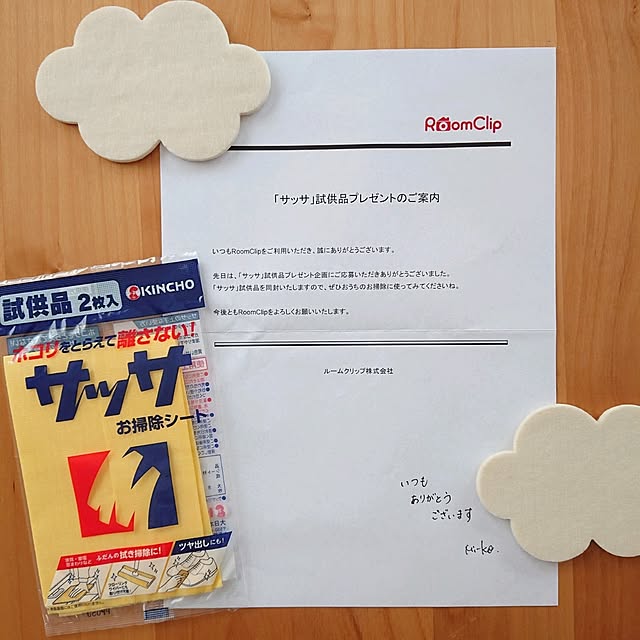 RoomClip
「サッサ」試供品プレゼントのご案内
いつもRoomClipをご利用いただき、誠にありがとうございます。
先日は、「サッサ」試供品プレゼント企画にご応募いただきありがとうございました。
「サッサ」試供品を同封いたしますので、ぜひおうちのお掃除に使ってみてくださいね。
今後ともRoomClipをよろしくお願いいたします。
ルームクリップ株式会社
いつも
ありがとう
ございます
試供品 2枚入 KINCHO
ホコリをとらえて離さない!
サッサ
お掃除シート
ふだんの拭き掃除に!
ツヤ出しにも!